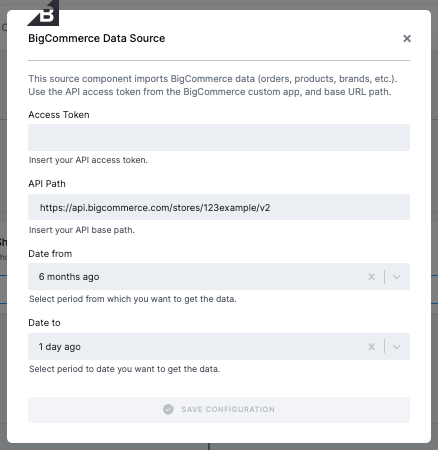 B
BigCommerce Data Source
This source component imports BigCommerce data (orders, products, brands, etc.).
Use the API access token from the BigCommerce custom app, and base URL path.
Access Token
Insert your API access token.
API Path
https://api.bigcommerce.com/stores/123example/v2
Insert your API base path.
Date from
6 months ago
Select period from which you want to get the data.
Date to
1 day ago
Select period to date you want to get the data.
SAVE CONFIGURATION